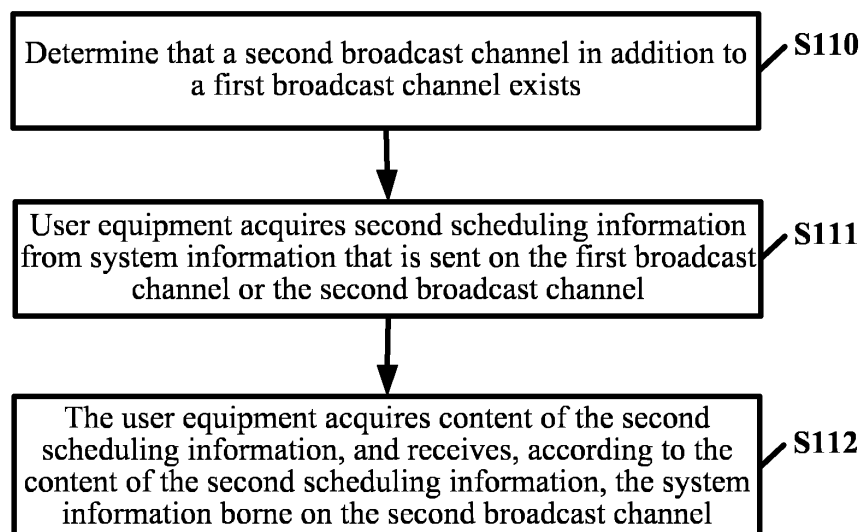 Determine that a second broadcast channel in addition to
a first broadcast channel exists
S110
User equipment acquires second scheduling information
from system information that is sent on the first broadcast
channel or the second broadcast channel
S111
The user equipment acquires content of the second
scheduling information, and receives, according to the
content of the second scheduling information, the system
information borne on the second broadcast channel
S112